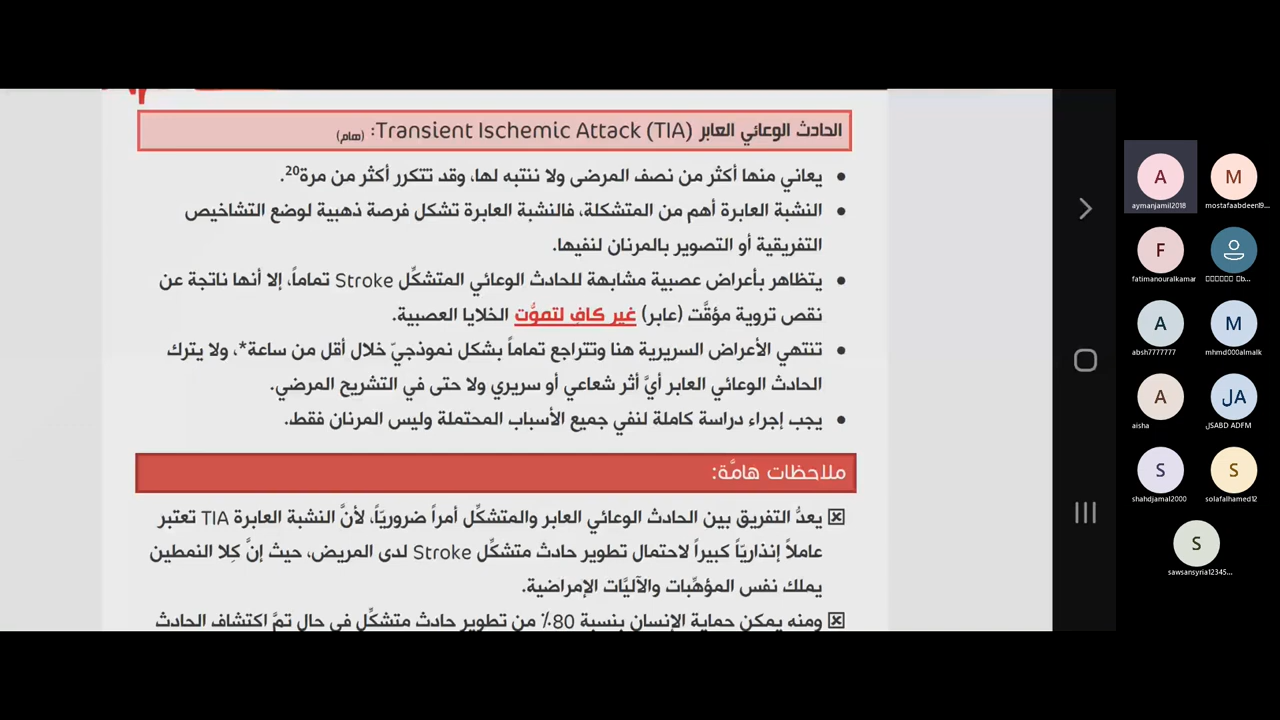 الحادث الوعائي العابر Transient Ischemic Attack (TIA): (هام)
• يعاني منها أكثر من نصف المرضى ولا ننتبه لها، وقد تتكرر أكثر من مرة20.
• النشبة العابرة أهم من المتشكلة، فالنشبة العابرة تشكل فرصة ذهبية لوضع التشاخيص
التفريقية أو التصوير بالمرنان لنفيها.
• يتظاهر بأعراض عصبية مشابهة للحادث الوعائي المتشكِّل Stroke تماماً، إلا أنها ناتجة عن
نقص تروية مؤقَّت (عابر) غير كافٍ لتموُّت الخلايا العصبية.
• تنتهي الأعراض السريرية هنا وتتراجع تماماً بشكل نموذجيّ خلال أقل من ساعة*، ولا يترك
الحادث الوعائي العابر أيَّ أثر شعاعي أو سريري ولا حتى في التشريح المرضي.
• يجب إجراء دراسة كاملة لنفي جميع الأسباب المحتملة وليس المرنان فقط.
ملاحظات هامَّة:
يعدُّ التفريق بين الحادث الوعائي العابر والمتشكِّل أمراً ضروريّاً، لأنَّ النشبة العابرة TIA تعتبر
عاملاً إنذاريّاً كبيراً لاحتمال تطوير حادث متشكِّل Stroke لدى المريض، حيث إنَّ كِلا النمطين
يملك نفس المؤهِّبات والآليَّات الإمراضية.
ومنه يمكن حماية الإنسان بنسبة 80٪ من تطوير حادث متشكِّل في حال تمَّ اكتشاف الحادث
A
aymanjamil2018
M
mostafaabdeen19...
F
fatimanouralkamar
A
absh7777777
M
mhmd000almalk
A
aisha
JA
JSABD ADFM
S
shahdjamal2000
S
solafalhamed12
S
sawsansyria12345...